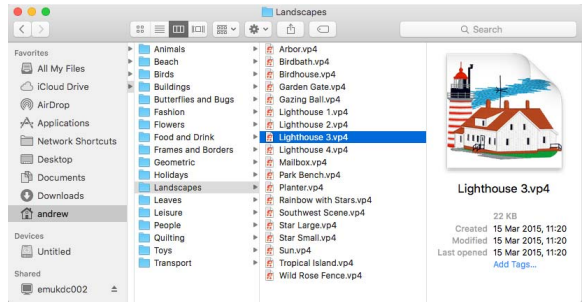 Landscapes
Search
Favorites
All My Files
iCloud Drive
AirDrop
Applications
Network Shortcuts
Desktop
Documents
Downloads
andrew
Devices
Untitled
Shared
emukdc002
Animals
Beach
Birds
Buildings
Butterflies and Bugs
Fashion
Flowers
Food and Drink
Frames and Borders
Geometric
Holidays
Landscapes
Leaves
Leisure
People
Quilting
Toys
Transport
Arbor.vp4
Birdbath.vp4
Birdhouse.vp4
Garden Gate.vp4
Gazing Ball.vp4
Lighthouse 1.vp4
Lighthouse 2.vp4
Lighthouse 3.vp4
Lighthouse 4.vp4
Mailbox.vp4
Park Bench.vp4
Planter.vp4
Rainbow with Stars.vp4
Southwest Scene.vp4
Star Large.vp4
Star Small.vp4
Sun.vp4
Tropical Island.vp4
Wild Rose Fence.vp4
Lighthouse 3.vp4
22 KB
Created 15 Mar 2015, 11:20
Modified 15 Mar 2015, 11:20
Last opened 15 Mar 2015, 11:20
Add Tags...